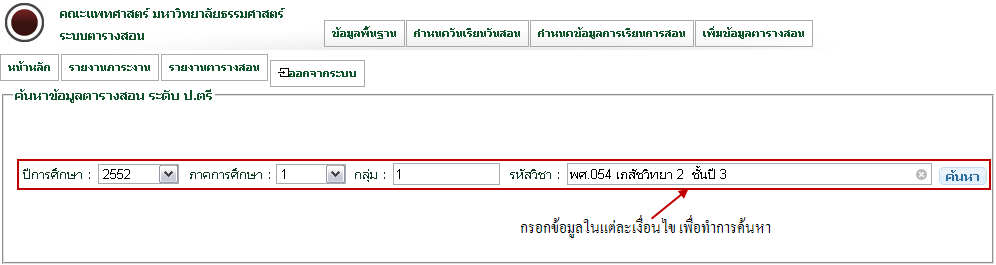 คณะแพทศาสตร์ มหาวิทยาลัยธรรมศาสตร์
ระบบตารางสอน
ข้อมูลพื้นฐาน กำหนดวันเรียนวันสอน กำหนดข้อมูลการเรียนการสอน เพิ่มข้อมูลตารางสอน
หน้าหลัก รายงานภาระงาน รายงานตารางสอน ออกจากระบบ
ค้นหาข้อมูลตารางสอน ระดับ ป.ตรี
ปีการศึกษา : 2552 ภาคการศึกษา : 1 กลุ่ม : 1 รหัสวิชา : พศ.054 เภสัชวิทยา 2 ชั้นปี 3 ค้นหา
กรอกข้อมูลในแต่ละเงื่อนไข เพื่อทำการค้นหา